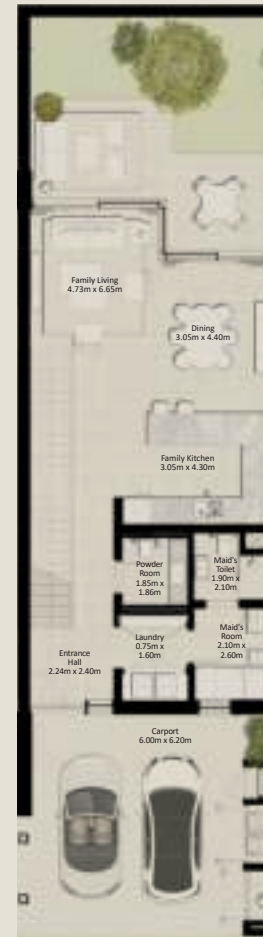 Family Living
4.73m x 6.65m
Dining
3.05m x 4.40m
Family Kitchen
3.05m x 4.30m
Powder
Room
1.85m x
1.86m
Maid's
Toilet
1.90m x
2.10m
Laundry
0.75m x
1.60m
Maid's
Room
2.10m x
2.60m
Entrance
Hall
2.24m x 2.40m
Carport
6.00m x 6.20m